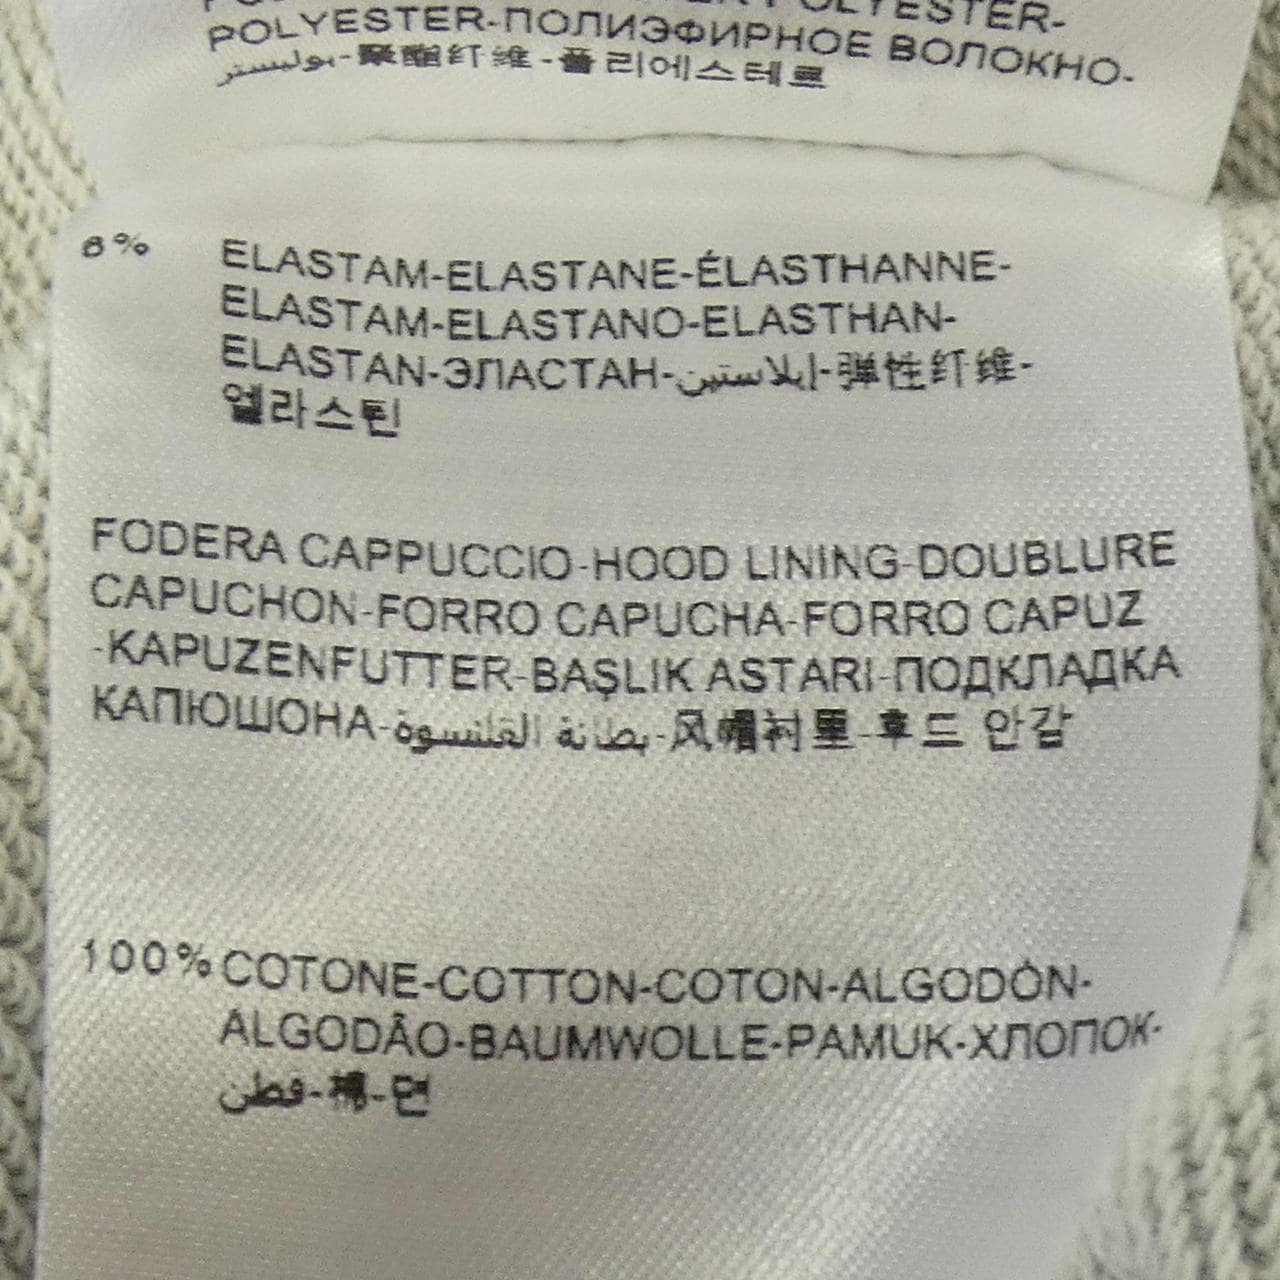 POLYESTER-
POLYESTER-ПОЛИЭФИРНОЕ ВОЛОКНО-
بوليستر-聚酯纤维-폴리에스테르
8% ELASTAM-ELASTANE-ÉLASTHANNE-
ELASTAM-ELASTANO-ELASTHAN-
ELASTAN-ЭЛАСТАН-إيلاستين-弹性纤维-
엘라스틴
FODERA CAPPUCCIO-HOOD LINING-DOUBLURE
CAPUCHON-FORRO CAPUCHA-FORRO CAPUZ
-KAPUZENFUTTER-BAŞLIK ASTARI-ПОДКЛАДКА
КАПЮШОНА-بطانة القلنسوة-风帽衬里-후드 안감
100% COTONE-COTTON-COTON-ALGODÓN-
ALGODÃO-BAUMWOLLE-PAMUK-ХЛОПОК-
قطن-棉-면